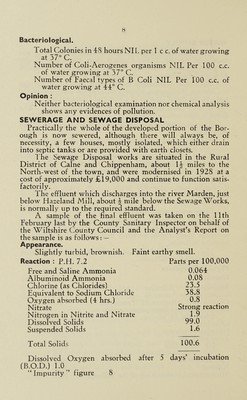 8
Bacteriological.
Total Colonies in 48 hours NIL per 1 c c. of water growing
at 37° C.
Number of Coli-Aerogenes organisms NIL Per 100 c.c.
of water growing at 37° C.
Number of Faecal types of B Coli NIL Per 100 c.c. of
water growing at 44° C.
Opinion :
Neither bacteriological examination nor chemical analysis
shows any evidences of pollution.
SEWERAGE AND SEWAGE DISPOSAL
Practically the whole of the developed portion of the Bor-
ough is now sewered, although there will always be, of
necessity, a few houses, mostly isolated, which either drain
into septic tanks or are provided with earth closets.
The Sewage Disposal works are situated in the Rural
District of Calne and Chippenham, about 1½ miles to the
North-west of the town, and were modernised in 1928 at a
cost of approximately £19,000 and continue to function satis-
factorily.
The effluent which discharges into the river Marden, just
below Hazeland Mill, about ½ mile below the Sewage Works,
is normally up to the required standard.
A sample of the final effluent was taken on the 11th
February last by the County Sanitary Inspector on behalf of
the Wiltshire County Council and the Analyst's Report on
the sample is as follows :—
Appearance.
Slightly turbid, brownish. Faint earthy smell.
Reaction : P.H. 7.2 Parts per 100,000
Free and Saline Ammonia 0.064
Albuminoid Ammonia 0.08
Chlorine (as Chlorides) 23.5
Equivalent to Sodium Chloride 38.8
Oxygen absorbed (4 hrs.) 0.8
Nitrate Strong reaction
Nitrogen in Nitrite and Nitrate 1.9
Dissolved Solids 99.0
Suspended Solids 1.6
Total Solids 100.6
Dissolved Oxygen absorbed after 5 days' incubation
(B.O.D.) 1.0
"Impurity" figure 8